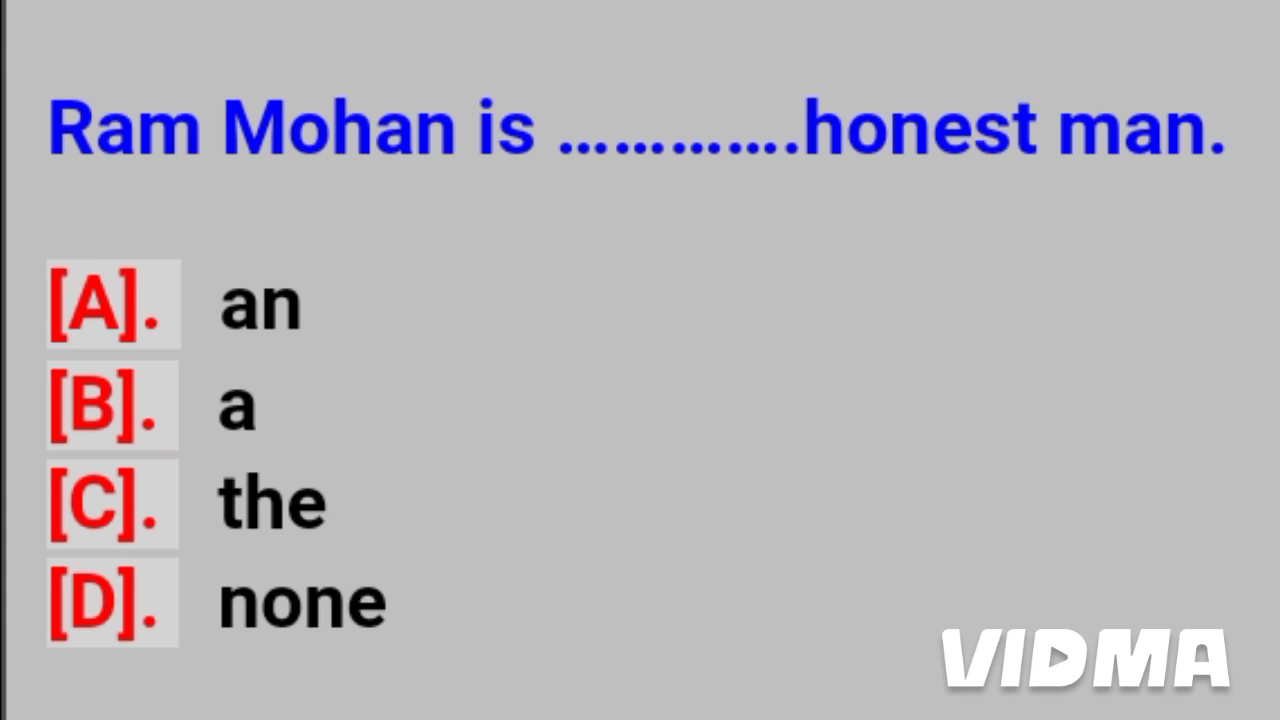 Ram Mohan is ………….honest man.
[A]. an
[B]. a
[C]. the
[D]. none
VIDMA